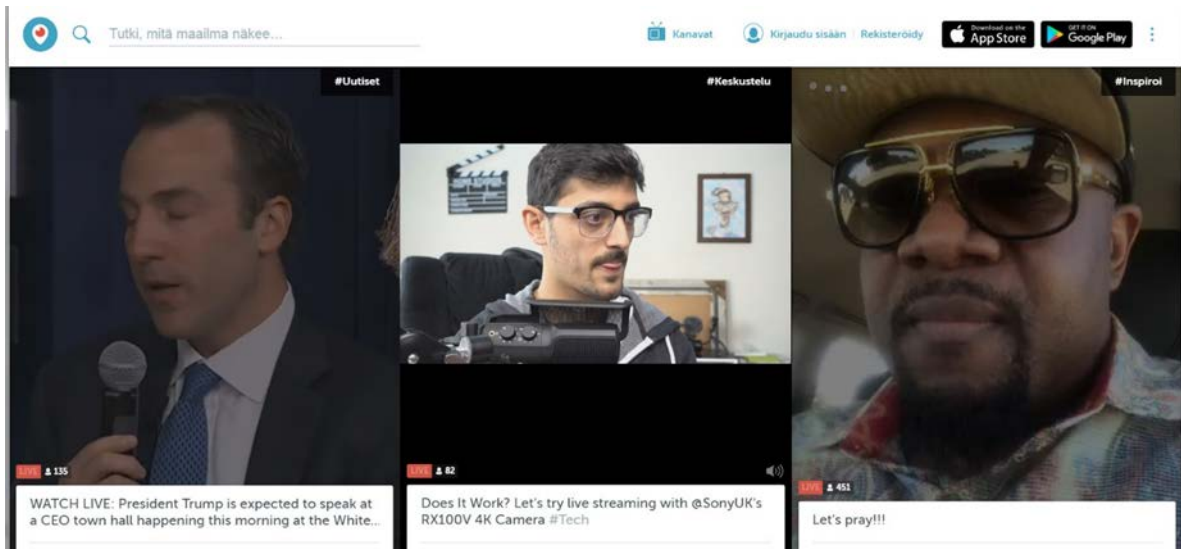 Tutki, mitä maailma näkee...
Kanavat
Kirjaudu sisään
Rekisteröidy
Download on the
App Store
GET IT ON
Google Play
#Uutiset
#Keskustelu
#Inspiroi
LIVE 135
LIVE 82
LIVE 451
WATCH LIVE: President Trump is expected to speak at
a CEO town hall happening this morning at the White...
Does It Work? Let's try live streaming with @SonyUK's
RX100V 4K Camera #Tech
Let's pray!!!